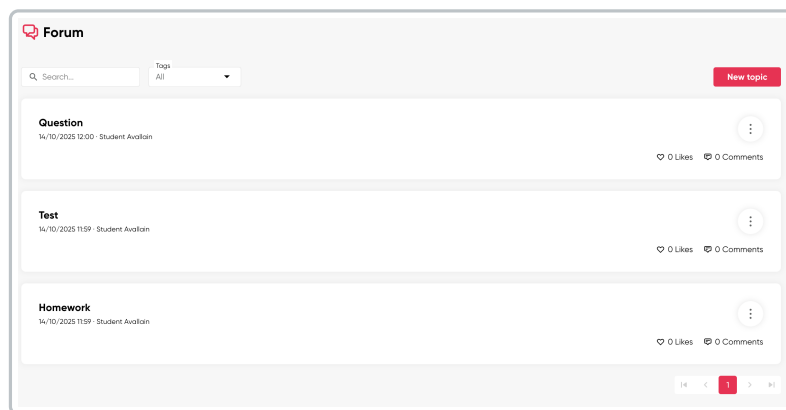 Forum
Tags
Search...
All
New topic
Question
14/10/2025 12:00 · Student Avallain
0 Likes
0 Comments
Test
14/10/2025 11:59 · Student Avallain
0 Likes
0 Comments
Homework
14/10/2025 11:59 · Student Avallain
0 Likes
0 Comments
1